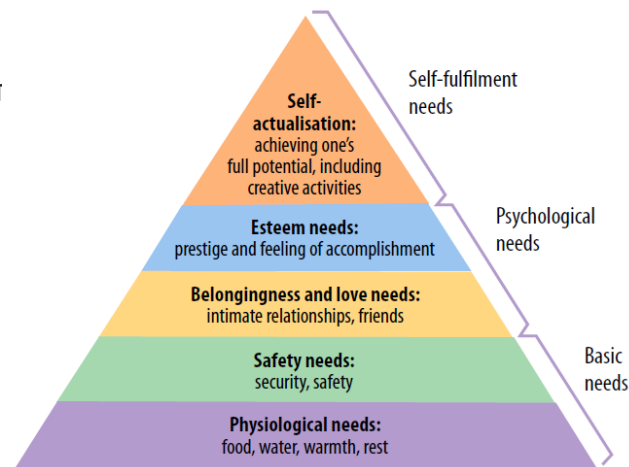 Self-
actualisation:
achieving one's
full potential, including
creative activities
Esteem needs:
prestige and feeling of accomplishment
Belongingness and love needs:
intimate relationships, friends
Safety needs:
security, safety
Physiological needs:
food, water, warmth, rest
Self-fulfilment
needs
Psychological
needs
Basic
needs